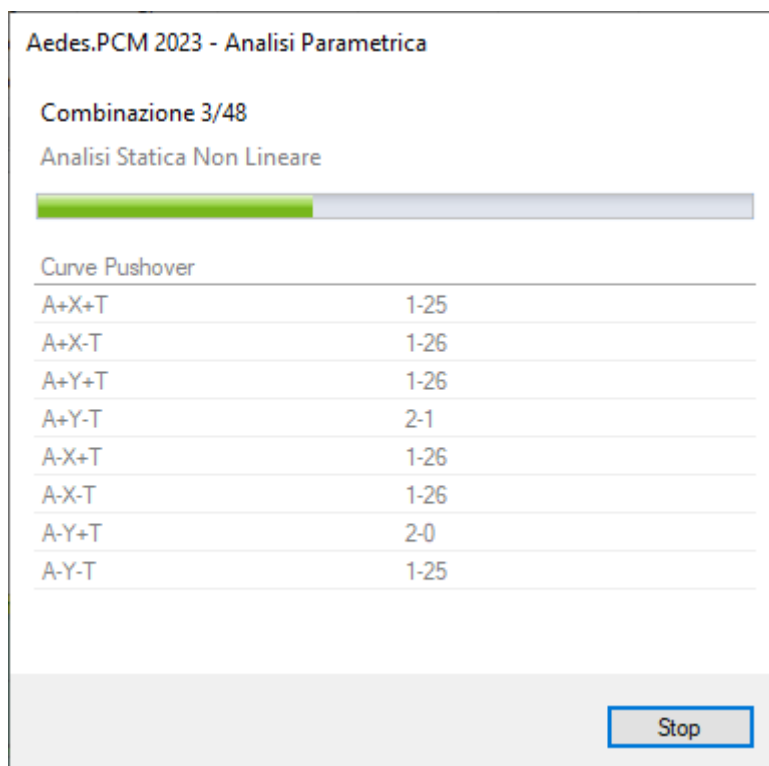 Aedes.PCM 2023 - Analisi Parametrica
Combinazione 3/48
Analisi Statica Non Lineare
Curve Pushover
A+X+T 1-25
A+X-T 1-26
A+Y+T 1-26
A+Y-T 2-1
A-X+T 1-26
A-X-T 1-26
A-Y+T 2-0
A-Y-T 1-25
Stop